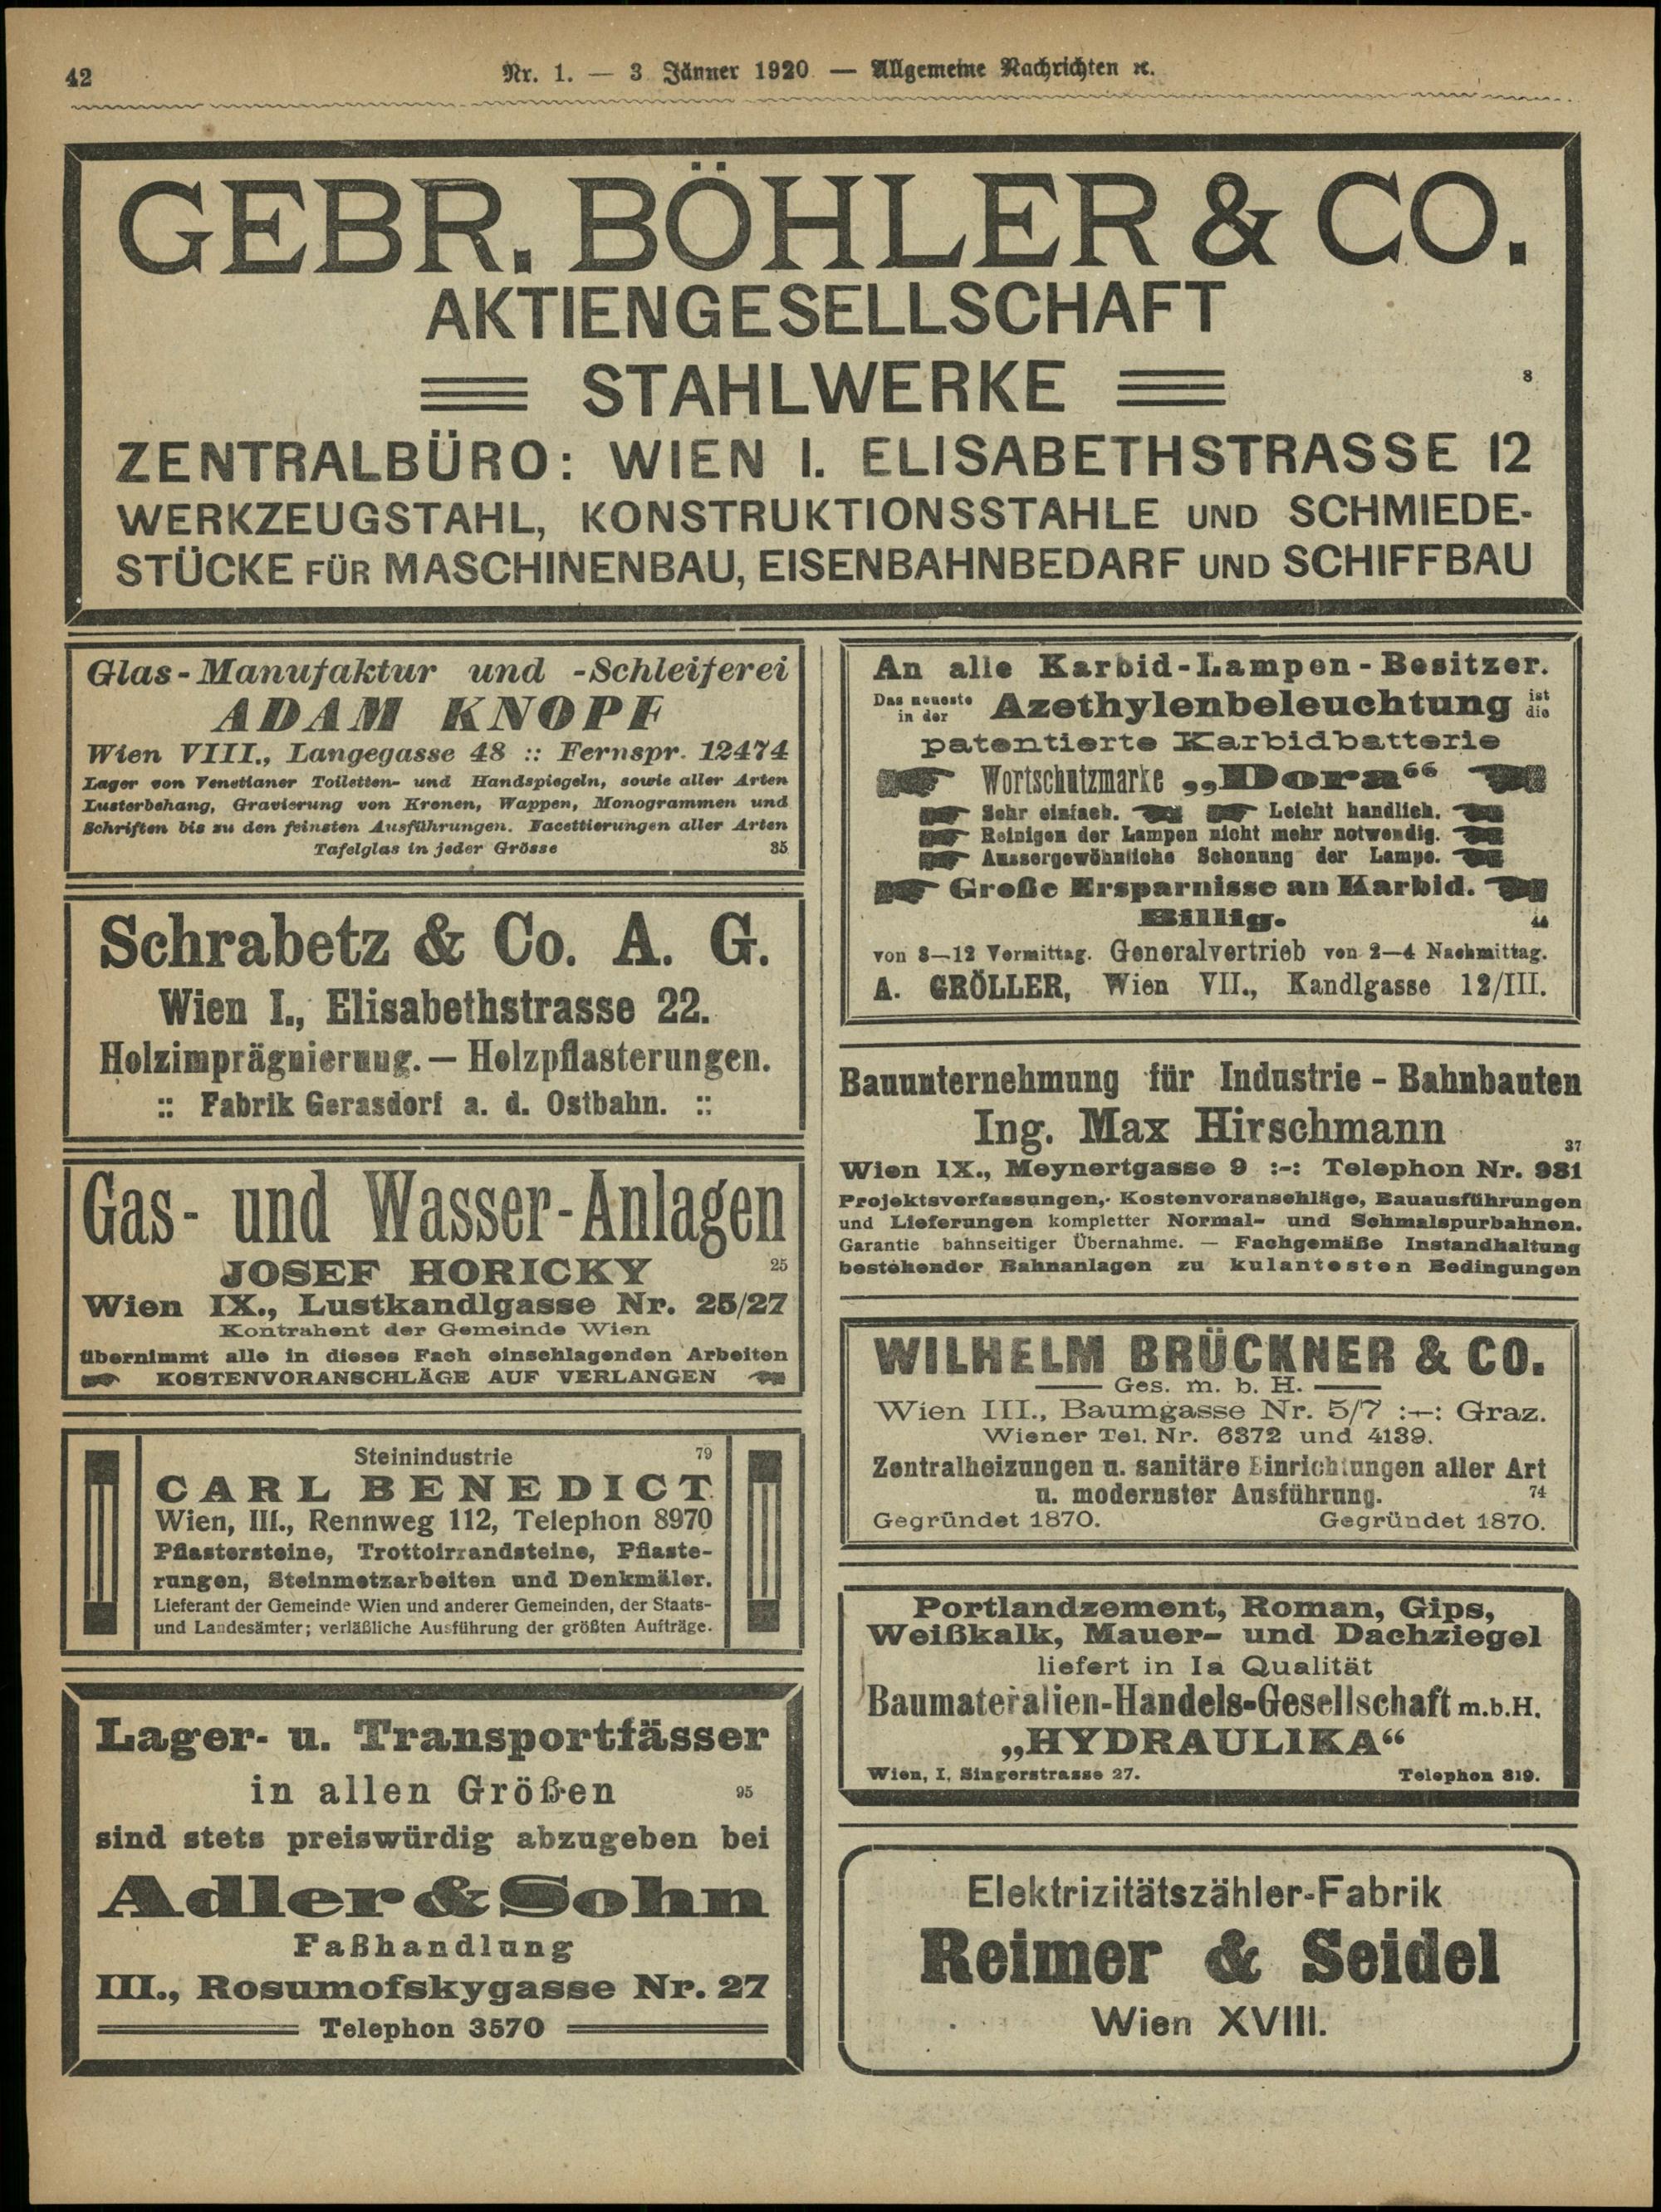 42
Nr. 1. — 3 Jänner 1920 — Allgemeine Nachrichten ꝛc.
GEBR. BÖHLER & CO.
AKTIENGESELLSCHAFT
STAHLWERKE
8
ZENTRALBÜRO: WIEN I. ELISABETHSTRASSE 12
WERKZEUGSTAHL, KONSTRUKTIONSSTAHLE UND SCHMIEDE-
STÜCKE FÜR MASCHINENBAU, EISENBAHNBEDARF UND SCHIFFBAU
Glas-Manufaktur und -Schleiferei
ADAM KNOPF
Wien VIII., Langegasse 48 :: Fernspr. 12474
Lager von Venetianer Toiletten- und Handspiegeln, sowie aller Arten
Lusterbehang, Gravierung von Kronen, Wappen, Monogrammen und
Schriften bis zu den feinsten Ausführungen. Facettierungen aller Arten
Tafelglas in jeder Grösse 35
Schrabetz & Co. A. G.
Wien I., Elisabethstrasse 22.
Holzimprägnierung. — Holzpflasterungen.
:: Fabrik Gerasdorf a. d. Ostbahn. ::
Gas- und Wasser-Anlagen
JOSEF HORICKY 25
Wien IX., Lustkandlgasse Nr. 25/27
Kontrahent der Gemeinde Wien
übernimmt alle in dieses Fach einschlagenden Arbeiten
KOSTENVORANSCHLÄGE AUF VERLANGEN
Steinindustrie 79
CARL BENEDICT
Wien, III., Rennweg 112, Telephon 8970
Pflastersteine, Trottoirrandsteine, Pflaste-
rungen, Steinmetzarbeiten und Denkmäler.
Lieferant der Gemeinde Wien und anderer Gemeinden, der Staats-
und Landesämter; verläßliche Ausführung der größten Aufträge.
Lager- u. Transportfässer
in allen Größen 95
sind stets preiswürdig abzugeben bei
Adler & Sohn
Faßhandlung
III., Rosumofskygasse Nr. 27
Telephon 3570
An alle Karbid-Lampen-Besitzer.
Das neueste in der Azethylenbeleuchtung ist die
patentierte Karbidbatterie
Wortschutzmarke „Dora“
Sehr einfach. Leicht handlich.
Reinigen der Lampen nicht mehr notwendig.
Aussergewöhnliche Schonung der Lampe.
Große Ersparnisse an Karbid.
Billig. 44
von 8—12 Vormittag. Generalvertrieb von 2—4 Nachmittag.
A. GRÖLLER, Wien VII., Kandlgasse 12/III.
Bauunternehmung für Industrie - Bahnbauten
Ing. Max Hirschmann 37
Wien IX., Meynertgasse 9 :-: Telephon Nr. 981
Projektsverfassungen, Kostenvoranschläge, Bauausführungen
und Lieferungen kompletter Normal- und Schmalspurbahnen.
Garantie bahnseitiger Übernahme. — Fachgemäße Instandhaltung
bestehender Bahnanlagen zu kulantesten Bedingungen
WILHELM BRÜCKNER & CO.
Ges. m. b. H.
Wien III., Baumgasse Nr. 5/7 :—: Graz.
Wiener Tel. Nr. 6372 und 4139.
Zentralheizungen u. sanitäre Einrichtungen aller Art
u. modernster Ausführung. 74
Gegründet 1870. Gegründet 1870.
Portlandzement, Roman, Gips,
Weißkalk, Mauer- und Dachziegel
liefert in Ia Qualität
Baumateralien-Handels-Gesellschaft m.b.H.
„HYDRAULIKA“
Wien, I, Singerstrasse 27. Telephon 819.
Elektrizitätszähler-Fabrik
Reimer & Seidel
Wien XVIII.